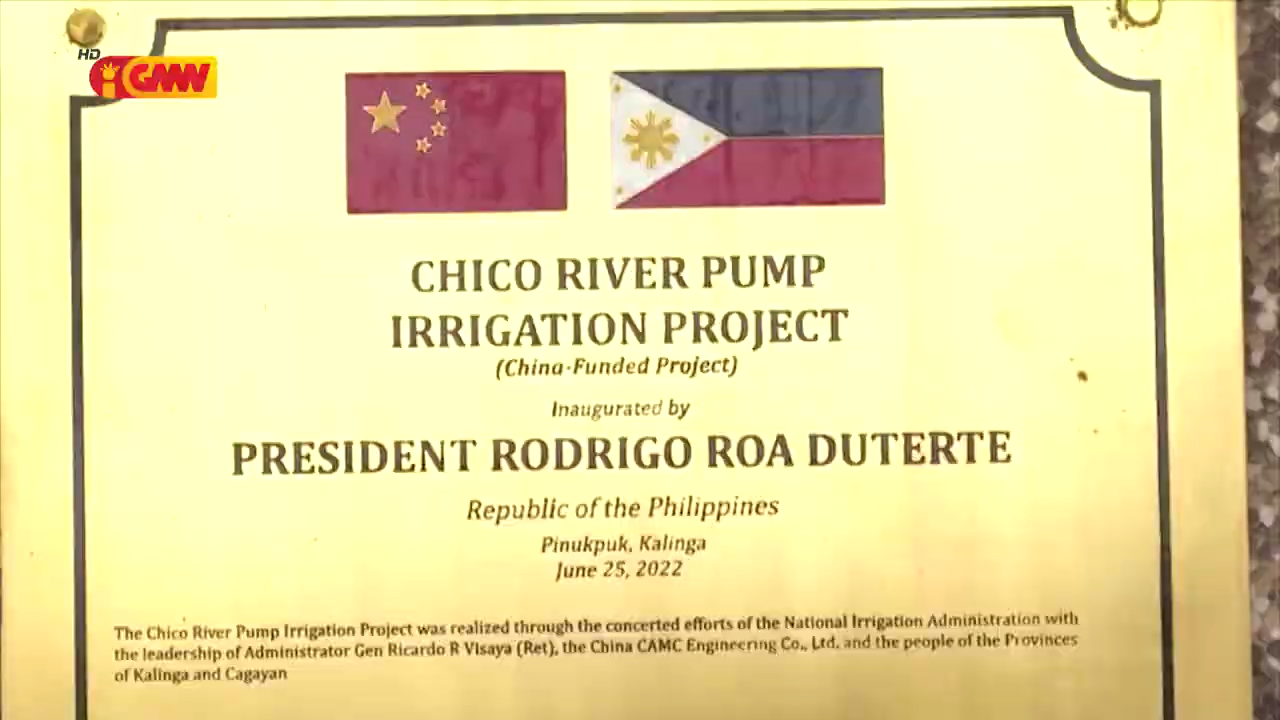 HD
iGMW
CHICO RIVER PUMP
IRRIGATION PROJECT
(China-Funded Project)
Inaugurated by
PRESIDENT RODRIGO ROA DUTERTE
Republic of the Philippines
Pinukpuk, Kalinga
June 25, 2022
The Chico River Pump Irrigation Project was realized through the concerted efforts of the National Irrigation Administration with
the leadership of Administrator Gen Ricardo R Visaya (Ret), the China CAMC Engineering Co., Ltd. and the people of the Provinces
of Kalinga and Cagayan